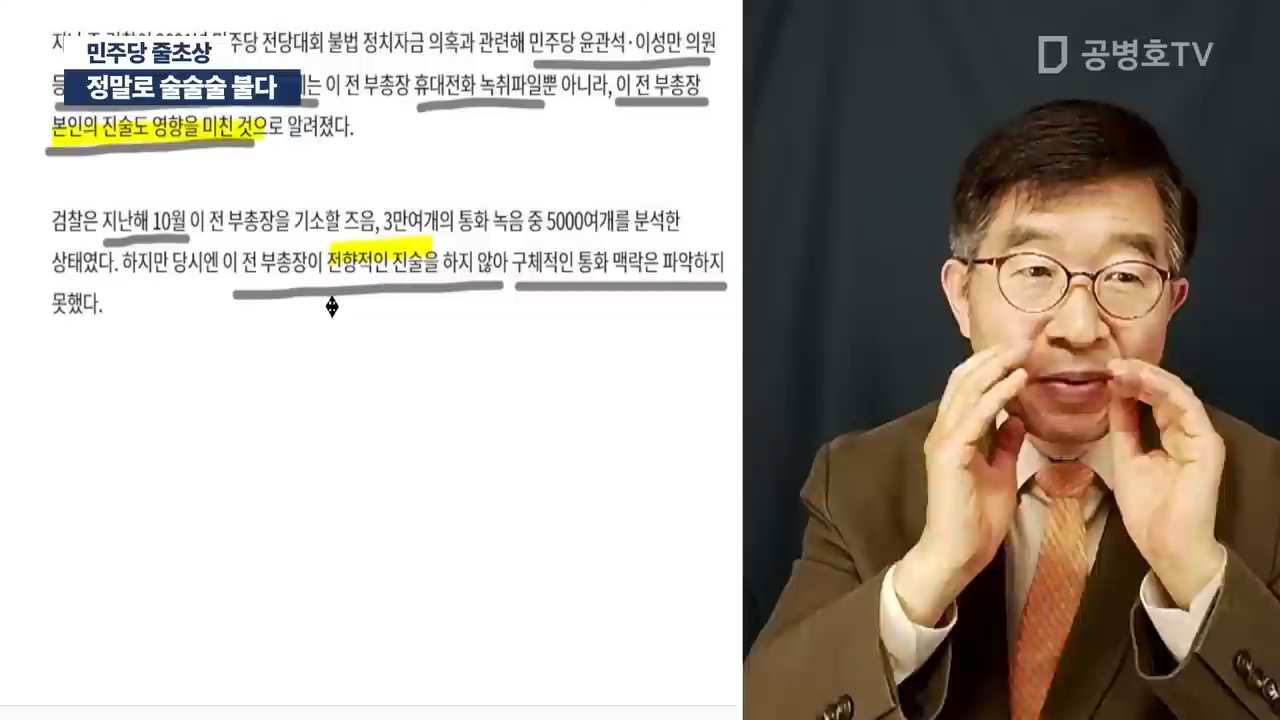 민주당 전당대회 불법 정치자금 의혹과 관련해 민주당 윤관석·이성만 의원
민주당 줄초상
정말로 술술술 불다
는 이 전 부총장 휴대전화 녹취파일뿐 아니라, 이 전 부총장
본인의 진술도 영향을 미친 것으로 알려졌다.
검찰은 지난해 10월 이 전 부총장을 기소할 즈음, 3만여개의 통화 녹음 중 5000여개를 분석한
상태였다. 하지만 당시엔 이 전 부총장이 전향적인 진술을 하지 않아 구체적인 통화 맥락은 파악하지
못했다.
공병호TV